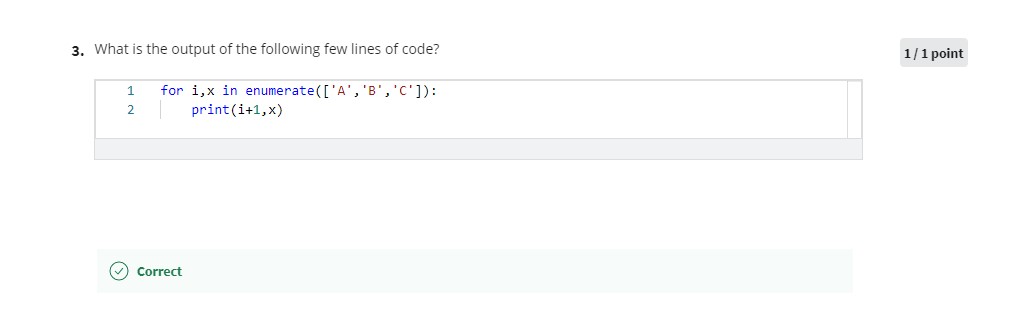 3. What is the output of the following few lines of code?
1 / 1 point
1 for i,x in enumerate(['A','B','C']):
2     print(i+1,x)
Correct